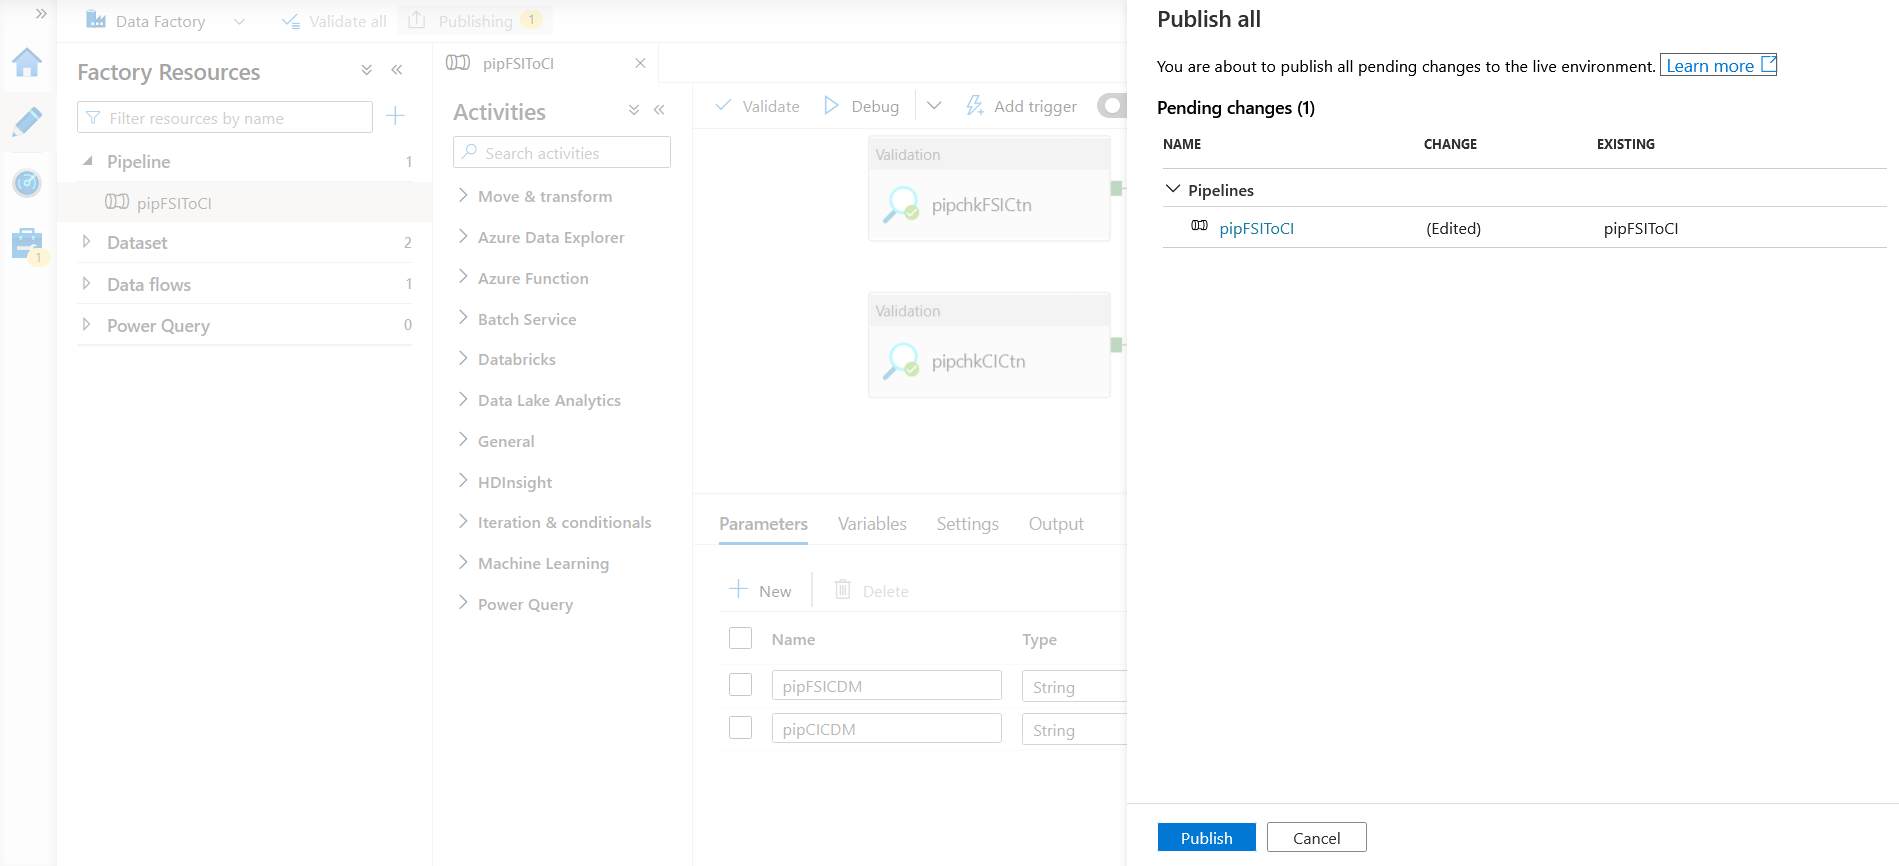 Data Factory
Validate all
Publishing 1
Factory Resources
Filter resources by name
Pipeline 1
pipFSIToCI
Dataset 2
Data flows 1
Power Query 0
1
pipFSIToCI
Activities
Search activities
Move & transform
Azure Data Explorer
Azure Function
Batch Service
Databricks
Data Lake Analytics
General
HDInsight
Iteration & conditionals
Machine Learning
Power Query
Validate
Debug
Add trigger
Validation
pipchkFSICtn
Validation
pipchkCICtn
Parameters Variables Settings Output
New Delete
Name Type
pipFSICDM String
pipCICDM String
Publish all
You are about to publish all pending changes to the live environment. Learn more
Pending changes (1)
NAME CHANGE EXISTING
Pipelines
pipFSIToCI (Edited) pipFSIToCI
Publish Cancel